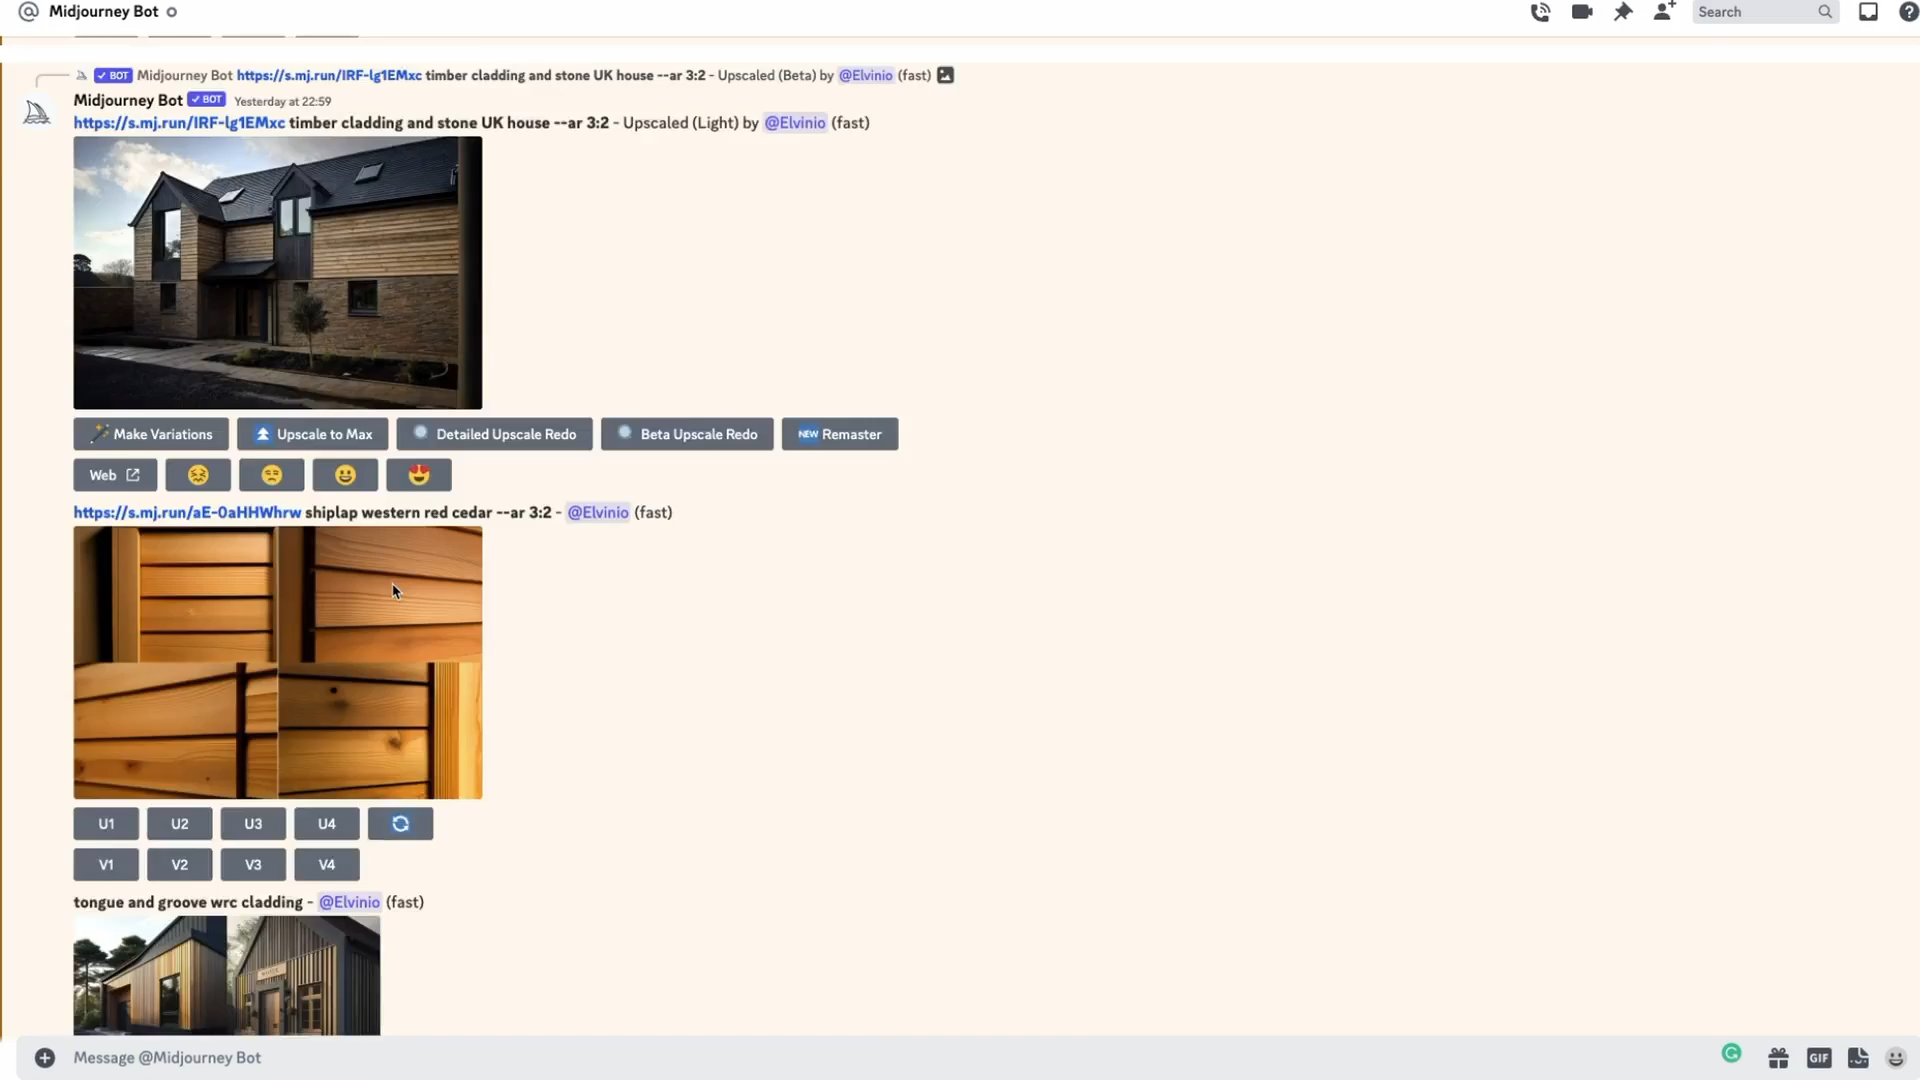 Midjourney Bot
Search
BOT Midjourney Bot https://s.mj.run/IRF-lg1EMxc timber cladding and stone UK house --ar 3:2 - Upscaled (Beta) by @Elvinio (fast)
Midjourney Bot BOT Yesterday at 22:59
https://s.mj.run/IRF-lg1EMxc timber cladding and stone UK house --ar 3:2 - Upscaled (Light) by @Elvinio (fast)
Make Variations Upscale to Max Detailed Upscale Redo Beta Upscale Redo NEW Remaster
Web
https://s.mj.run/aE-0aHHWhrw shiplap western red cedar --ar 3:2 - @Elvinio (fast)
U1 U2 U3 U4
V1 V2 V3 V4
tongue and groove wrc cladding - @Elvinio (fast)
Message @Midjourney Bot
GIF